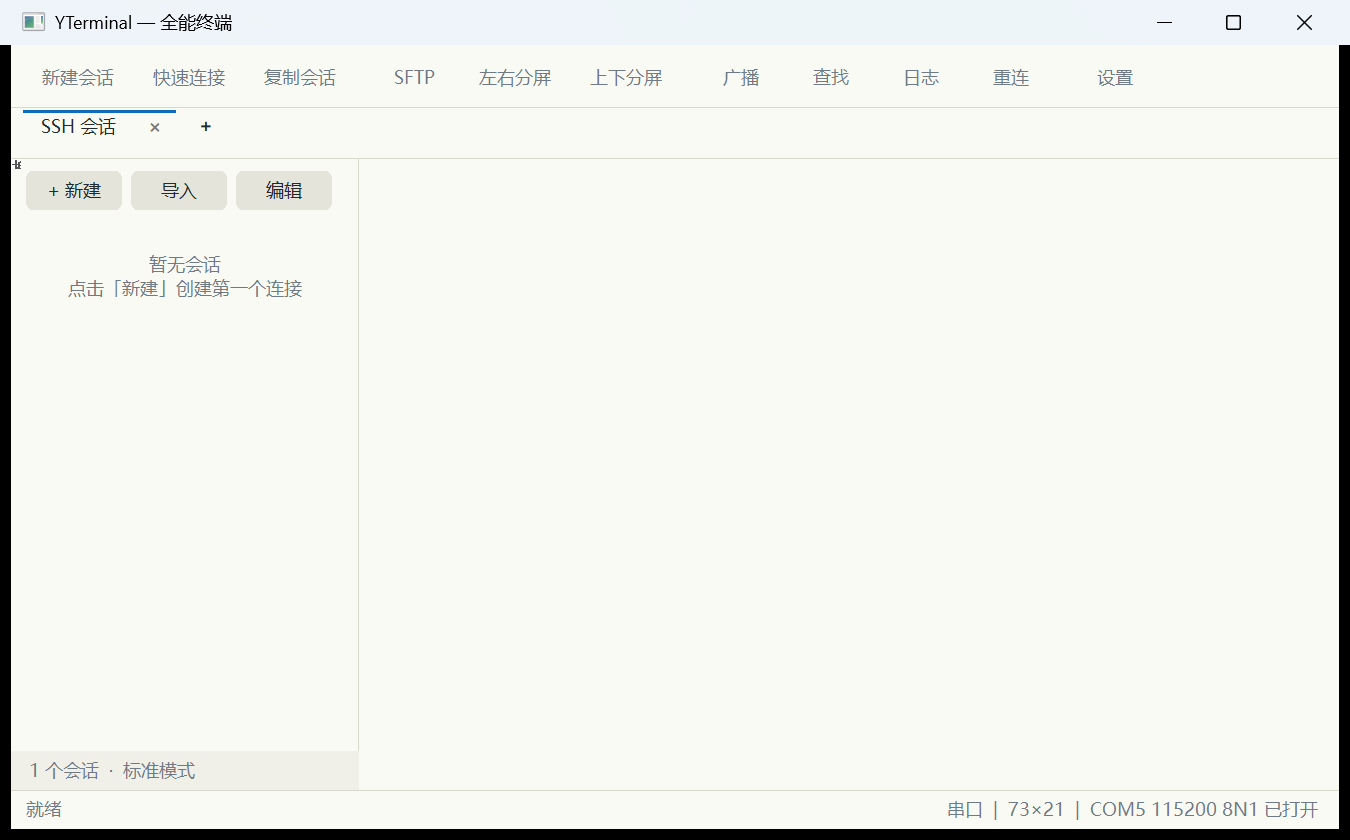 YTerminal — 全能终端
新建会话 快速连接 复制会话 SFTP 左右分屏 上下分屏 广播 查找 日志 重连 设置
SSH 会话 × +
+ 新建 导入 编辑
暂无会话
点击「新建」创建第一个连接
1 个会话 · 标准模式
就绪 串口 | 73×21 | COM5 115200 8N1 已打开